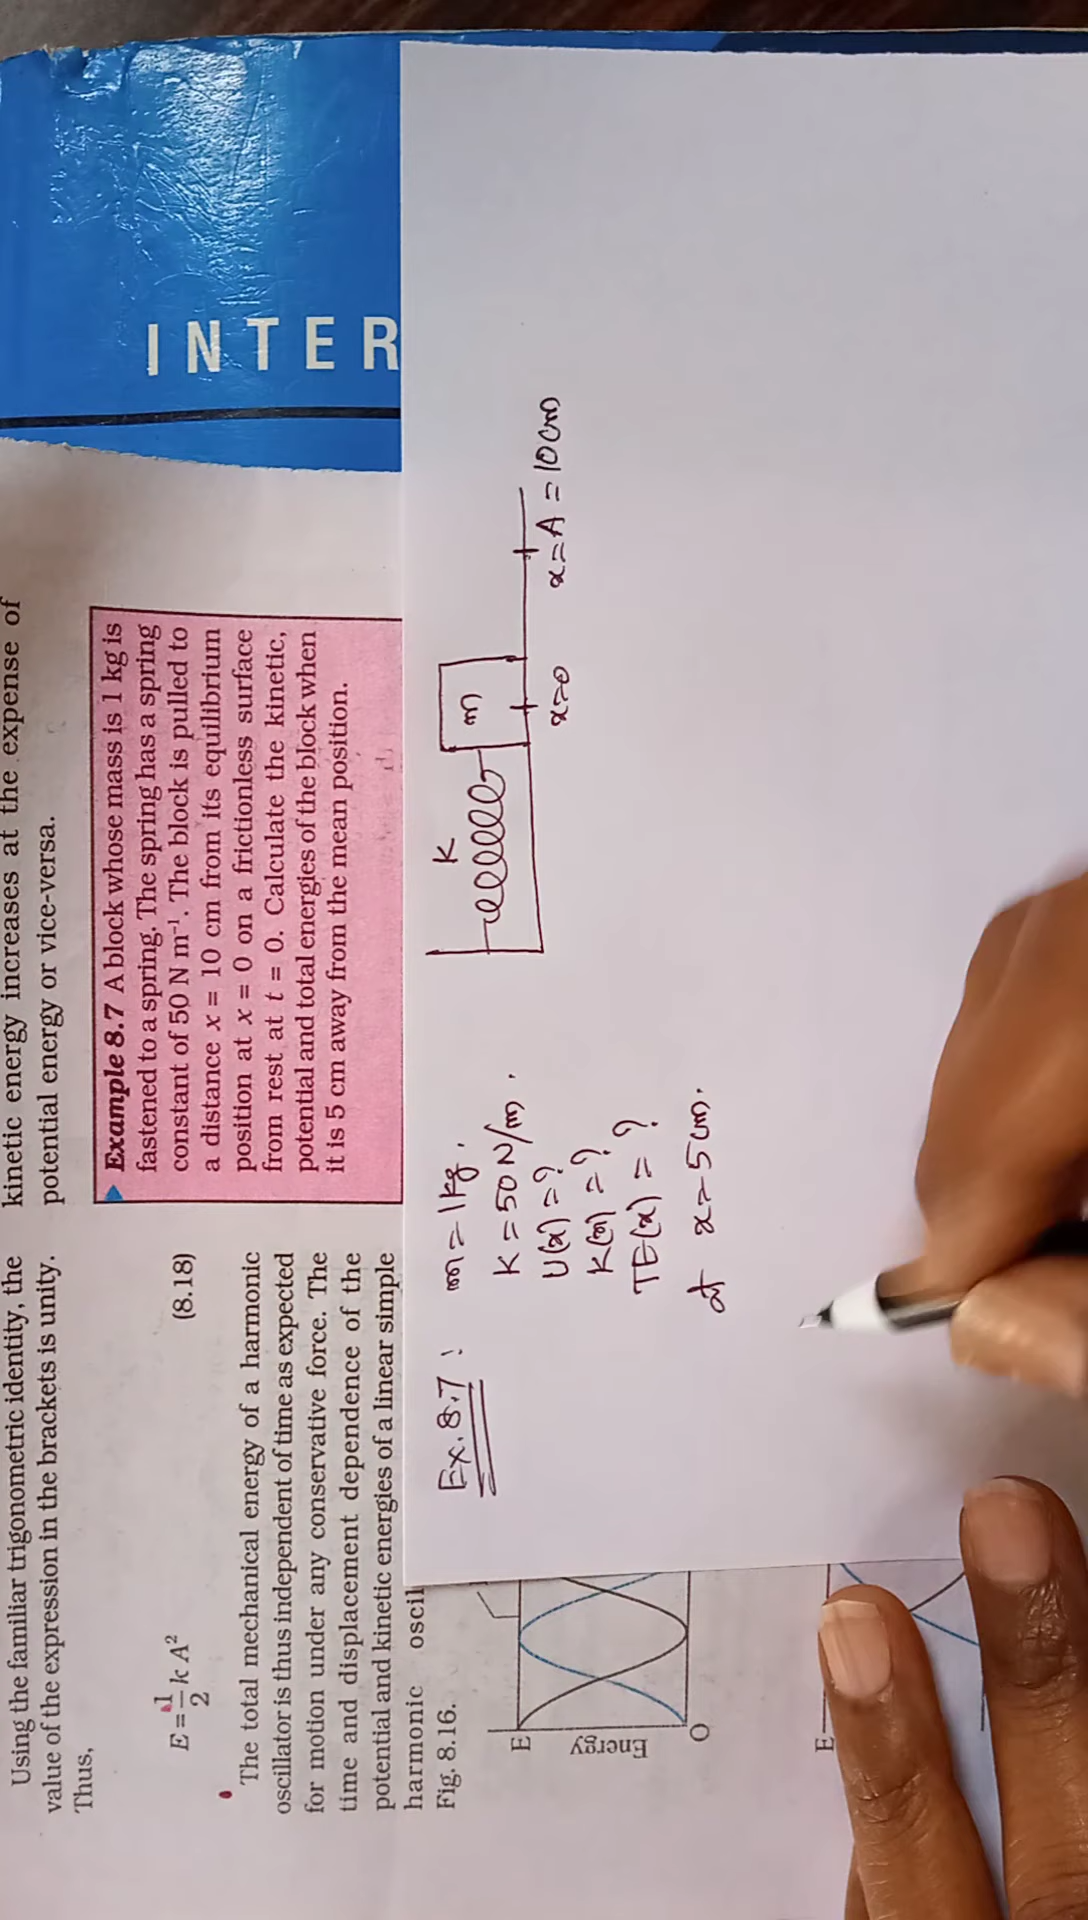 Using the familiar trigonometric identity, the
value of the expression in the brackets is unity.
Thus,
E = 1/2 k A²
(8.18)
The total mechanical energy of a harmonic
oscillator is thus independent of time as expected
for motion under any conservative force. The
time and displacement dependence of the
potential and kinetic energies of a linear simple
harmonic oscil
Fig. 8.16.
E
Energy
O
E
kinetic energy increases at the expense of
potential energy or vice-versa.
Example 8.7 A block whose mass is 1 kg is
fastened to a spring. The spring has a spring
constant of 50 N m⁻¹. The block is pulled to
a distance x = 10 cm from its equilibrium
position at x = 0 on a frictionless surface
from rest at t = 0. Calculate the kinetic,
potential and total energies of the block when
it is 5 cm away from the mean position.
INTER
Ex. 8.7 :
m = 1kg.
K = 50 N/m.
U(x) = ?
K(x) = ?
TE(x) = ?
at x = 5 cm.
K
m
x=0
x=A=10cm